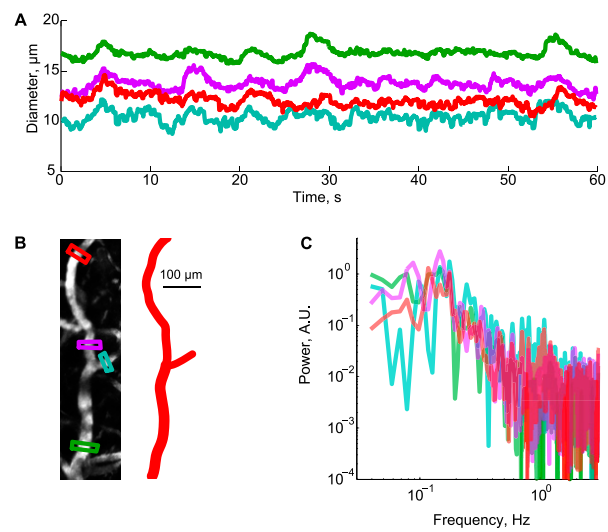 A
20
15
10
5
Diameter, µm
0
10
20
30
40
50
60
Time, s
B
100 µm
C
10⁰
10⁻¹
10⁻²
10⁻³
10⁻⁴
Power, A.U.
10⁻¹
10⁰
Frequency, Hz